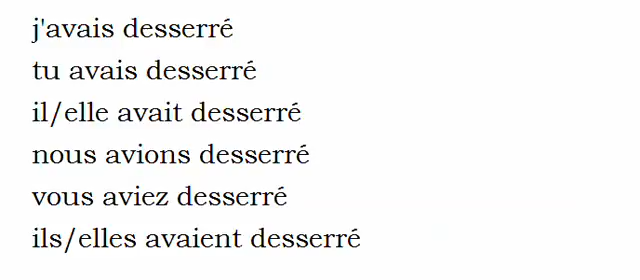 j'avais desserré
tu avais desserré
il/elle avait desserré
nous avions desserré
vous aviez desserré
ils/elles avaient desserré